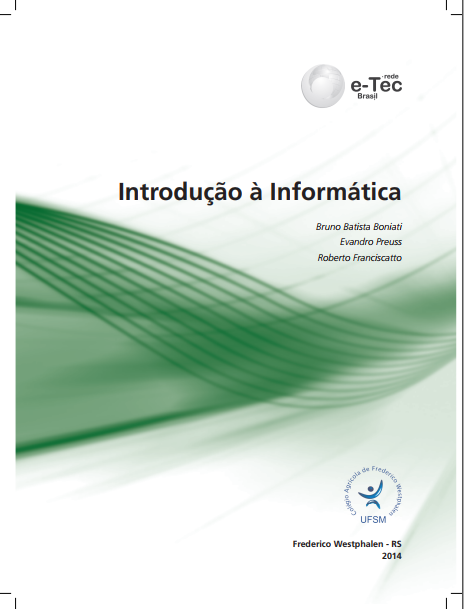 rede
e-Tec
Brasil
Introdução à Informática
Bruno Batista Boniati
Evandro Preuss
Roberto Franciscatto
Colégio Agrícola de Frederico Westphalen
UFSM
Frederico Westphalen - RS
2014